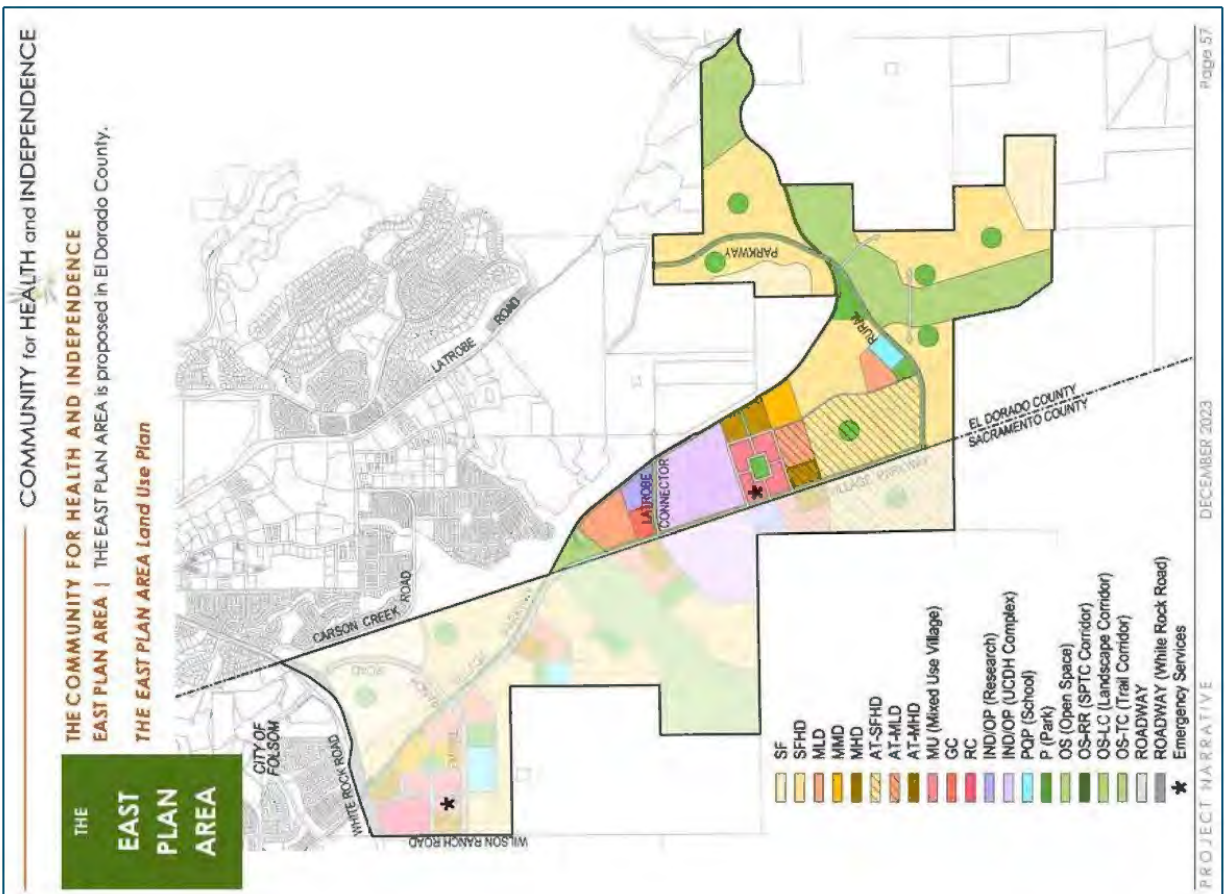 COMMUNITY for HEALTH and INDEPENDENCE
THE
EAST
PLAN
AREA
THE COMMUNITY FOR HEALTH AND INDEPENDENCE
EAST PLAN AREA | THE EAST PLAN AREA is proposed in El Dorado County.
THE EAST PLAN AREA Land Use Plan
CITY OF
FOLSOM
WHITE ROCK ROAD
CARSON CREEK
ROAD
LATROBE ROAD
WILSON RANCH ROAD
ROAD
LATROBE
CONNECTOR
PARKWAY
RURAL
VILLAGE PARKWAY
EL DORADO COUNTY
SACRAMENTO COUNTY
SF
SFHD
MLD
MMD
MHD
AT-SFHD
AT-MLD
AT-MHD
MU (Mixed Use Village)
GC
RC
IND/OP (Research)
IND/OP (UCDH Complex)
PQP (School)
P (Park)
OS (Open Space)
OS-RR (SPTC Corridor)
OS-LC (Landscape Corridor)
OS-TC (Trail Corridor)
ROADWAY
ROADWAY (White Rock Road)
Emergency Services
PROJECT NARRATIVE
DECEMBER 2023
Page 57